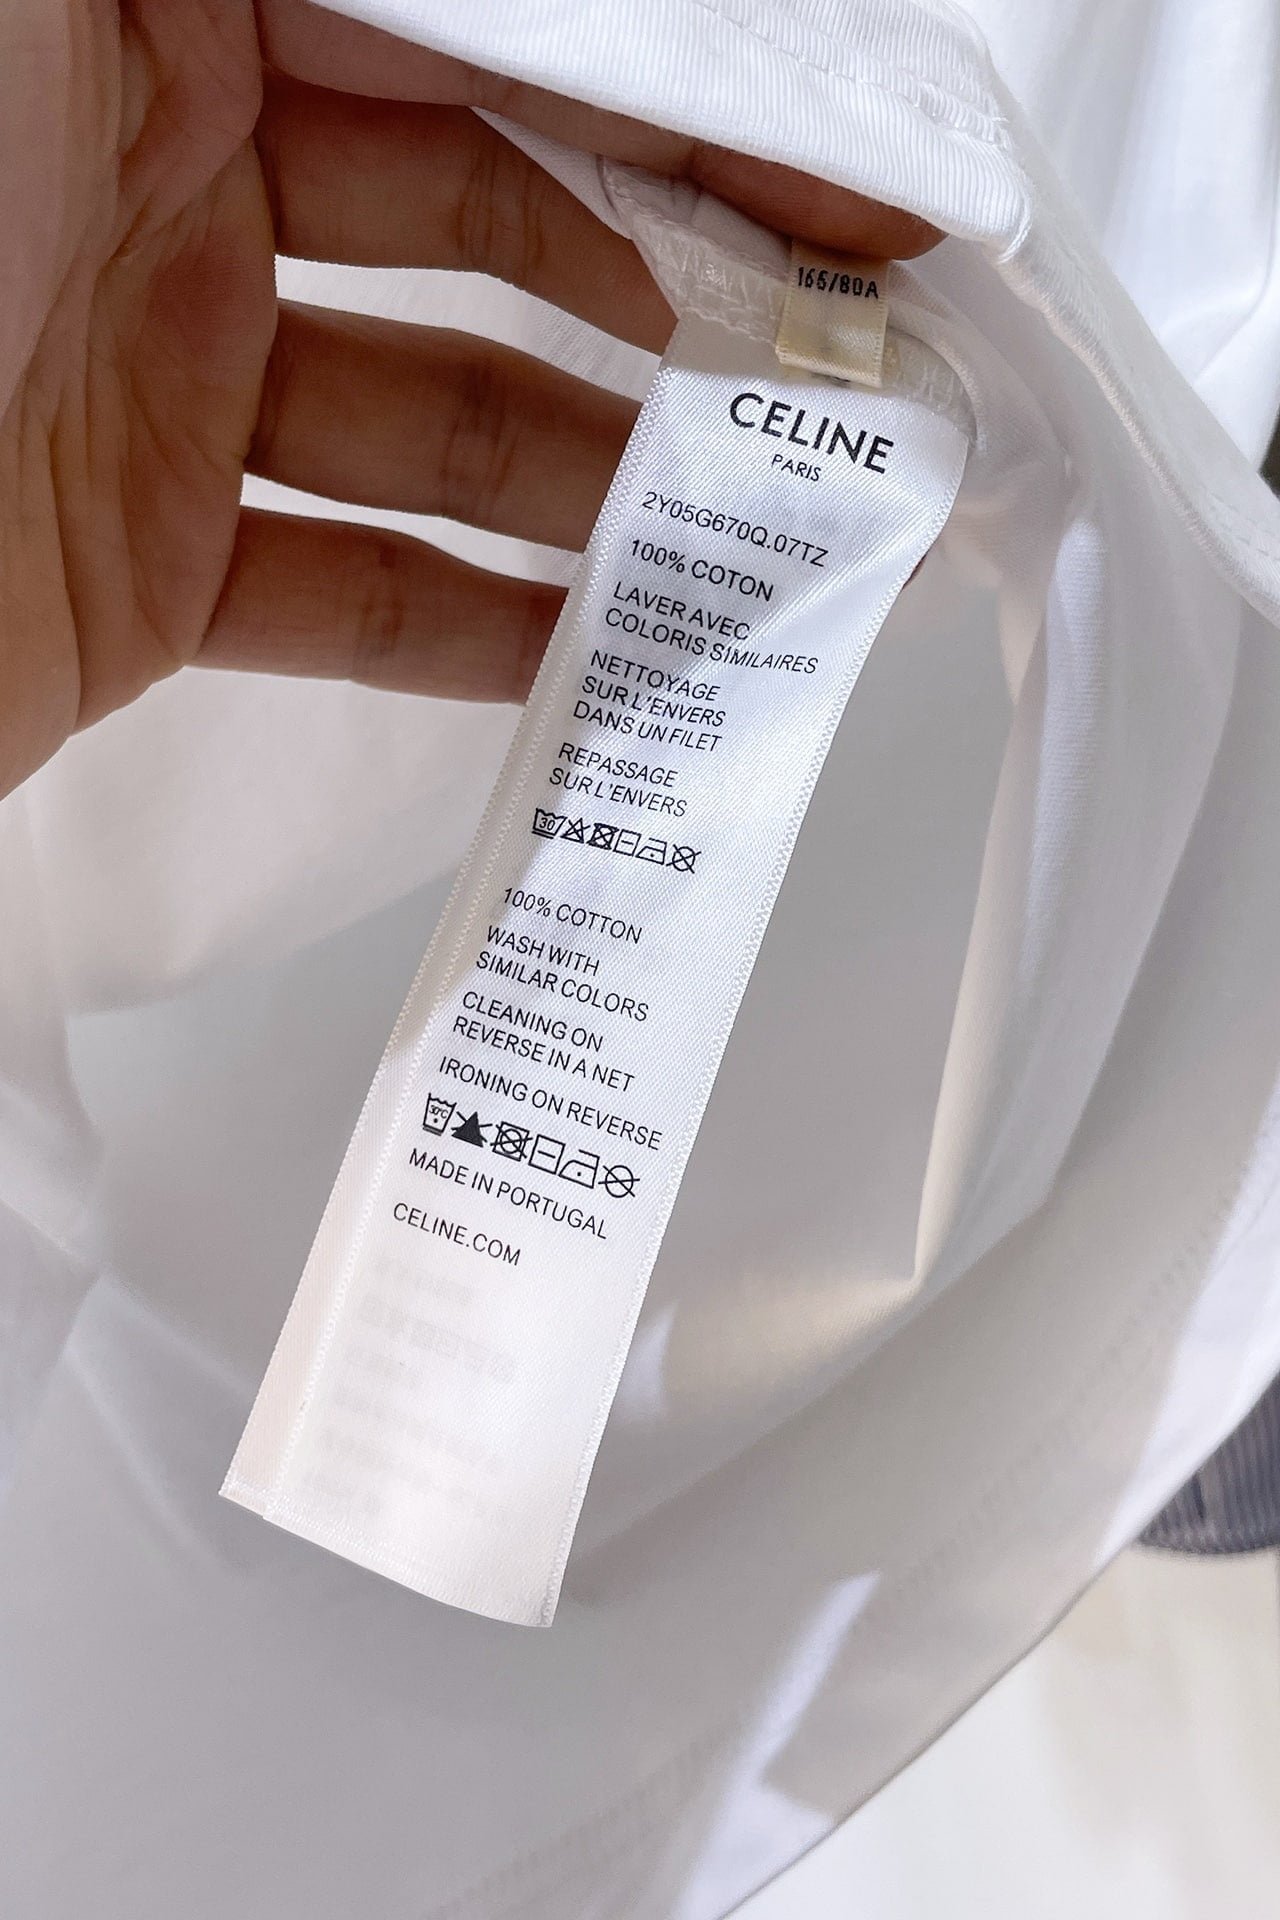 165/80A
CELINE
PARIS
2Y05G670Q.07TZ
100% COTON
LAVER AVEC
COLORIS SIMILAIRES
NETTOYAGE
SUR L'ENVERS
DANS UN FILET
REPASSAGE
SUR L'ENVERS
30
100% COTTON
WASH WITH
SIMILAR COLORS
CLEANING ON
REVERSE IN A NET
IRONING ON REVERSE
30°C
MADE IN PORTUGAL
CELINE.COM